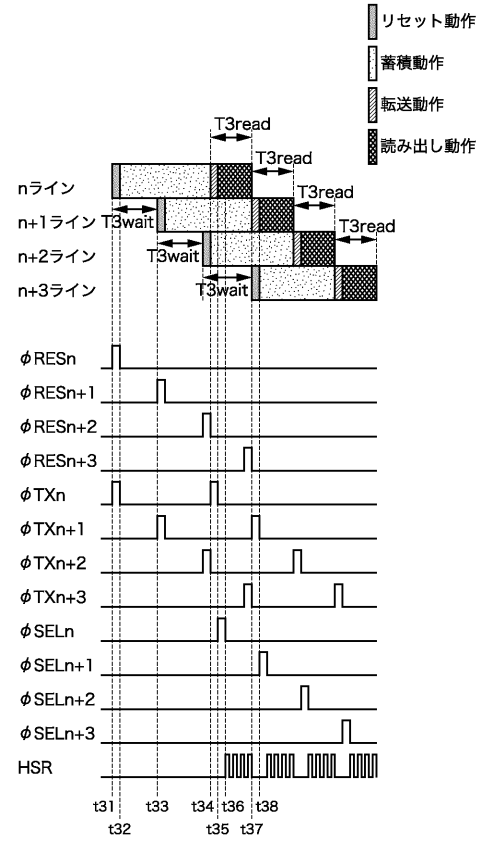 リセット動作
蓄積動作
転送動作
読み出し動作
T3read
T3read
T3read
T3read
nライン
n+1ライン
T3wait
n+2ライン
T3wait
n+3ライン
T3wait
φRESn
φRESn+1
φRESn+2
φRESn+3
φTXn
φTXn+1
φTXn+2
φTXn+3
φSELn
φSELn+1
φSELn+2
φSELn+3
HSR
t31 t33 t34 t36 t38
t32 t35 t37